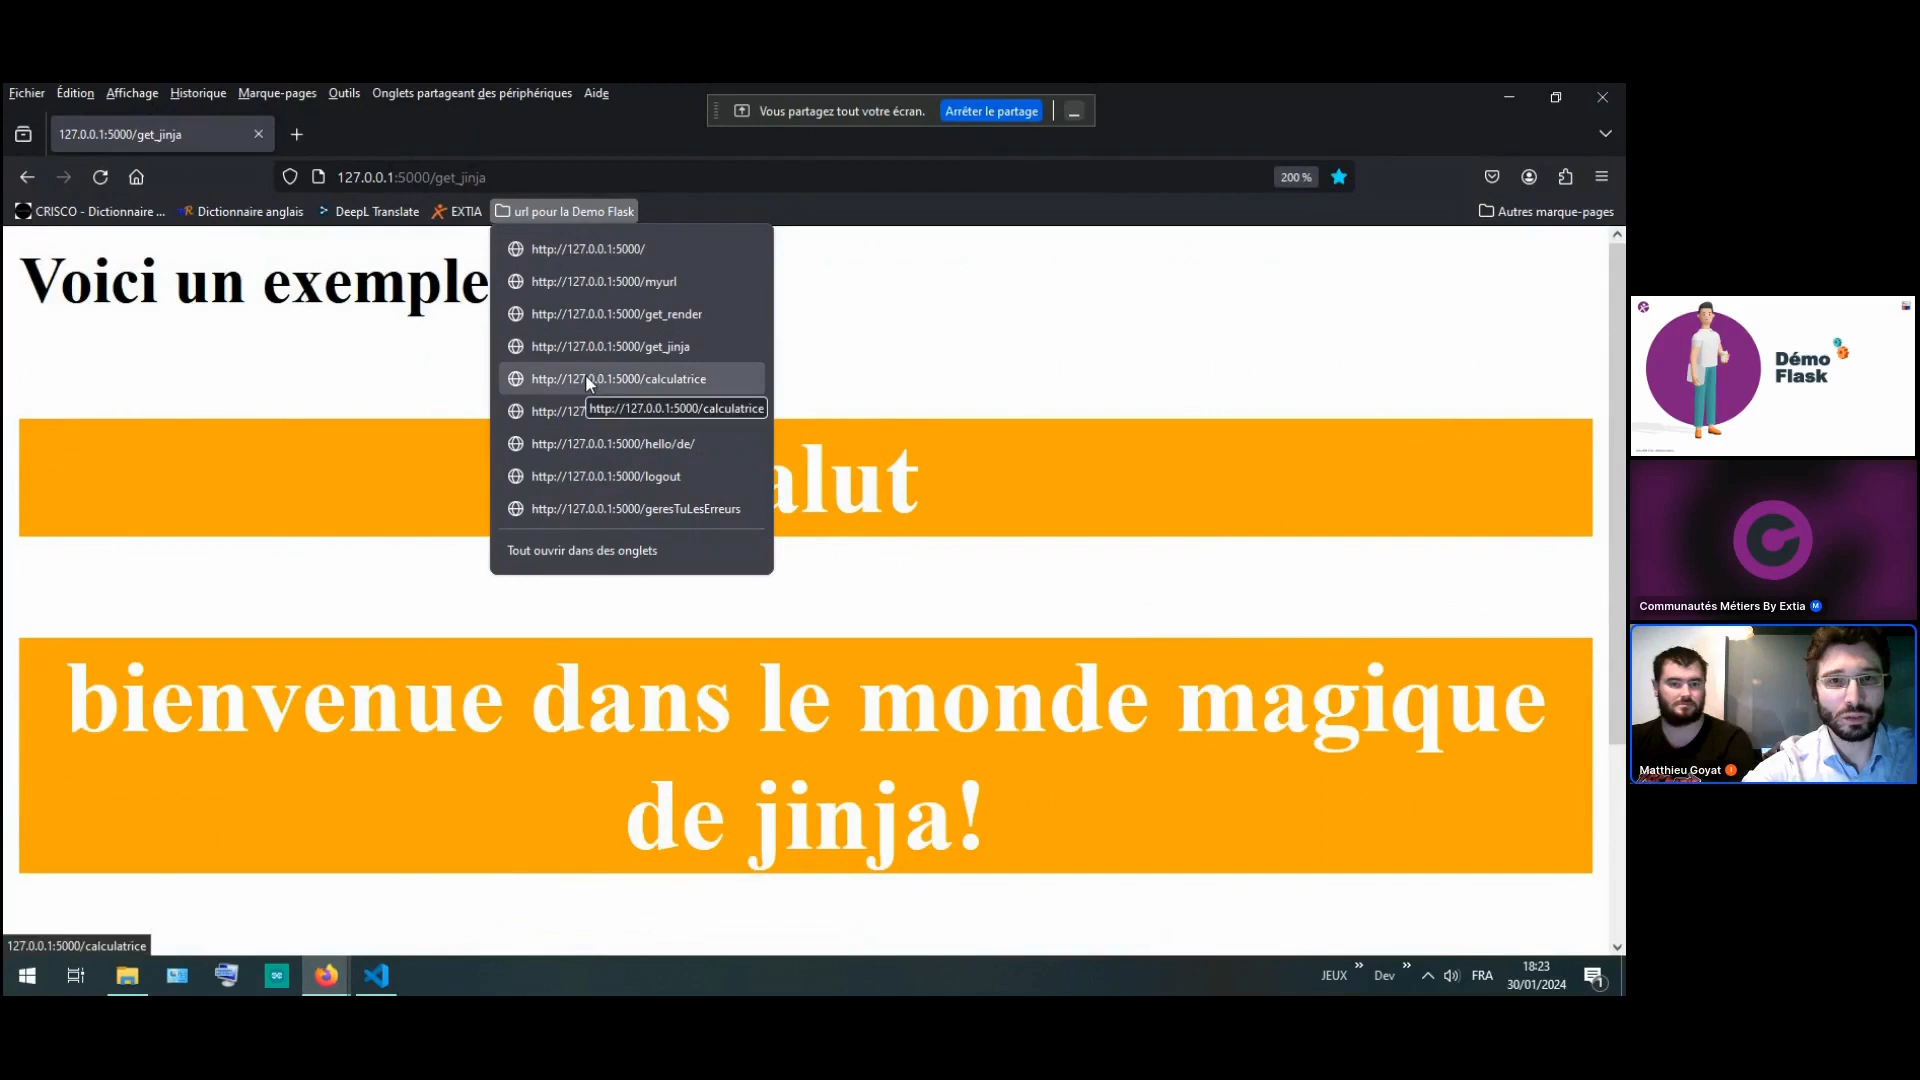 Fichier Édition Affichage Historique Marque-pages Outils Onglets partageant des périphériques Aide
Vous partagez tout votre écran. Arrêter le partage
127.0.0.1:5000/get_jinja
127.0.0.1:5000/get_jinja 200 %
CRISCO - Dictionnaire ... Dictionnaire anglais DeepL Translate EXTIA url pour la Demo Flask Autres marque-pages
http://127.0.0.1:5000/
http://127.0.0.1:5000/myurl
http://127.0.0.1:5000/get_render
http://127.0.0.1:5000/get_jinja
http://127.0.0.1:5000/calculatrice
http://127
http://127.0.0.1:5000/calculatrice
http://127.0.0.1:5000/hello/de/
http://127.0.0.1:5000/logout
http://127.0.0.1:5000/geresTuLesErreurs
Tout ouvrir dans des onglets
Voici un exemple
alut
bienvenue dans le monde magique
de jinja!
127.0.0.1:5000/calculatrice
JEUX Dev FRA
18:23
30/01/2024
1
Démo
Flask
Communautés Métiers By Extia M
Matthieu Goyat